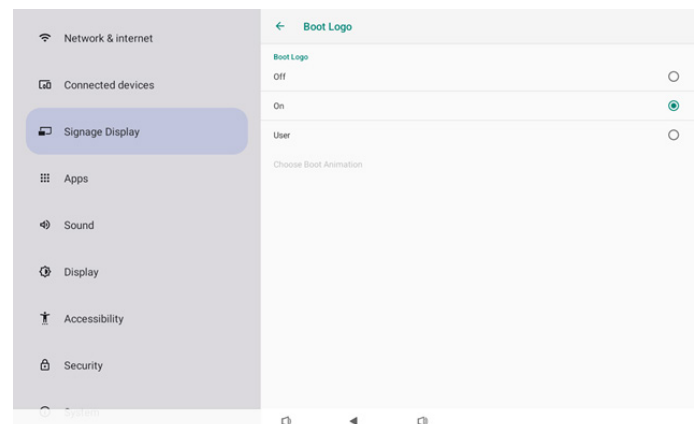 Network & internet
Connected devices
Signage Display
Apps
Sound
Display
Accessibility
Security
System
Boot Logo
Boot Logo
Off
On
User
Choose Boot Animation